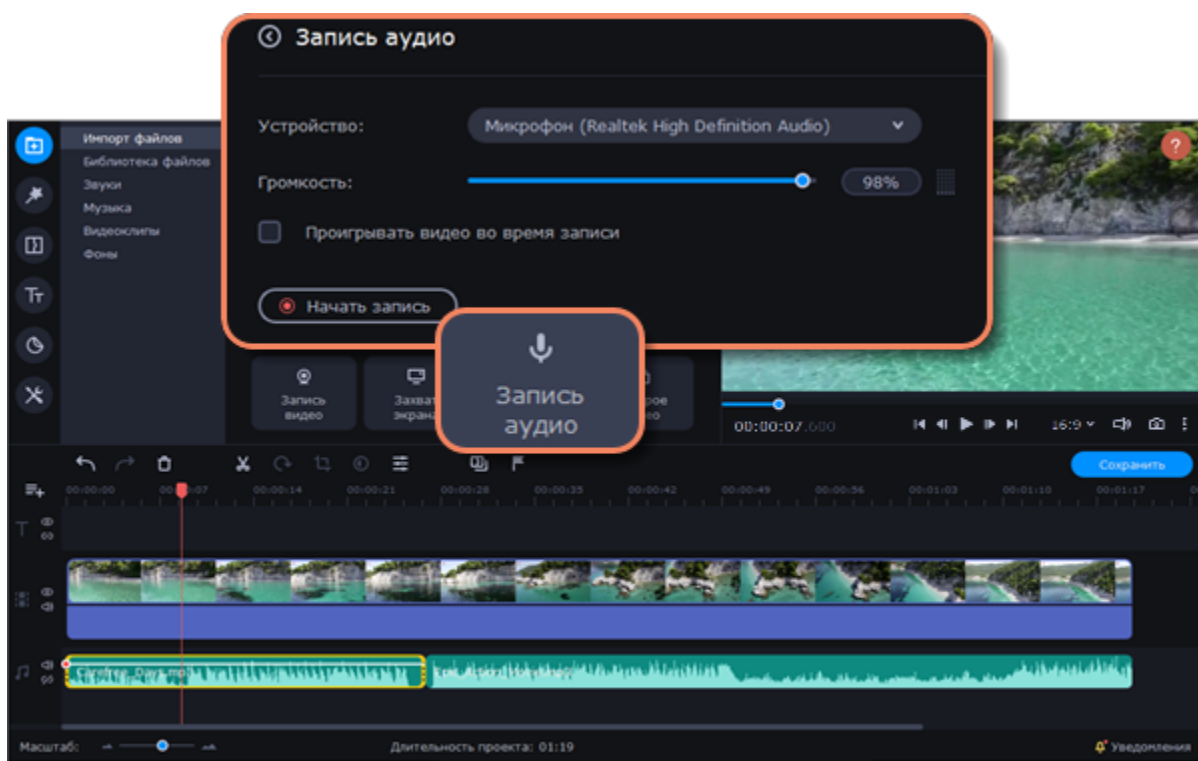 Запись аудио
Устройство:
Микрофон (Realtek High Definition Audio)
Громкость:
98%
Проигрывать видео во время записи
Начать запись
Импорт файлов
Библиотека файлов
Звуки
Музыка
Видеоклипы
Фоны
?
Запись
видео
Захват
экрана
Запись
аудио
00:00:07.600
16:9
Сохранить
00:00:00
00:00:14
00:00:21
00:00:28
00:00:35
00:00:42
00:00:49
00:00:56
00:01:03
00:01:10
00:01:17
Carefree_Days.mp3
Масштаб:
Длительность проекта: 01:19
Уведомления